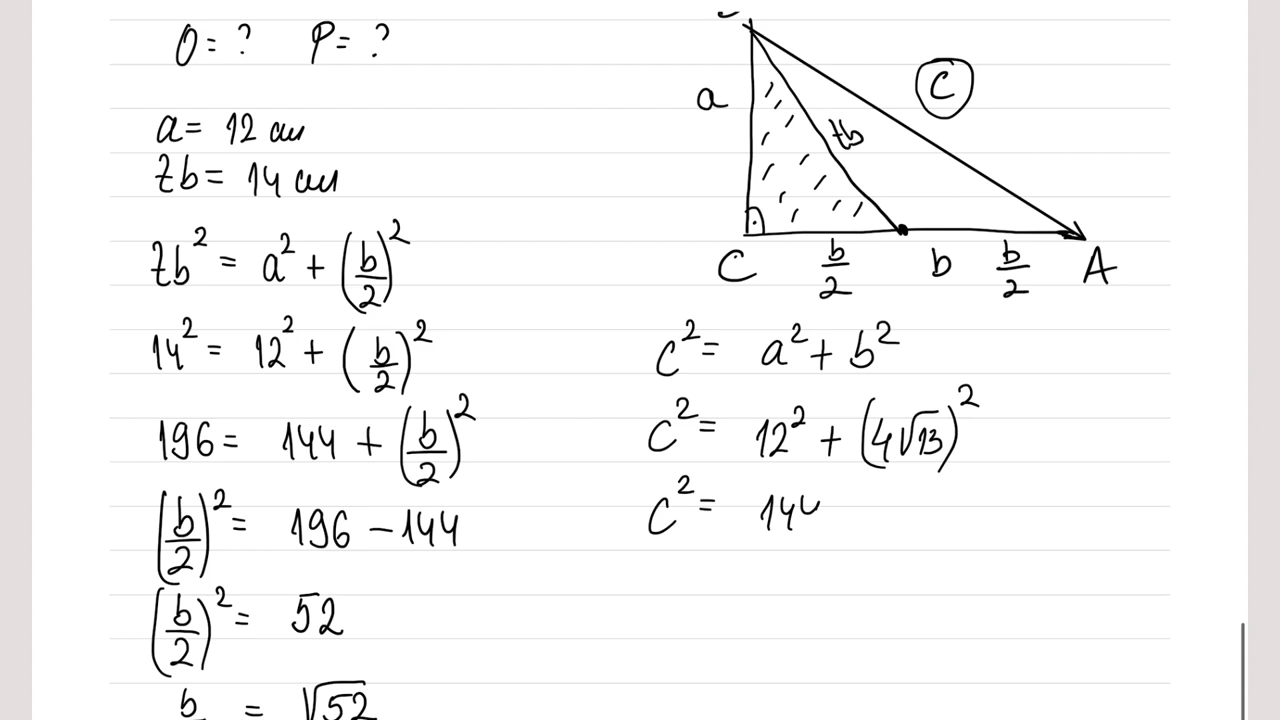 O = ? P = ?
a = 12 cm
tb = 14 cm
tb² = a² + (b/2)²
14² = 12² + (b/2)²
196 = 144 + (b/2)²
(b/2)² = 196 - 144
(b/2)² = 52
b = √52
a
C
tb
C b/2 b b/2 A
c² = a² + b²
c² = 12² + (4√13)²
c² = 144